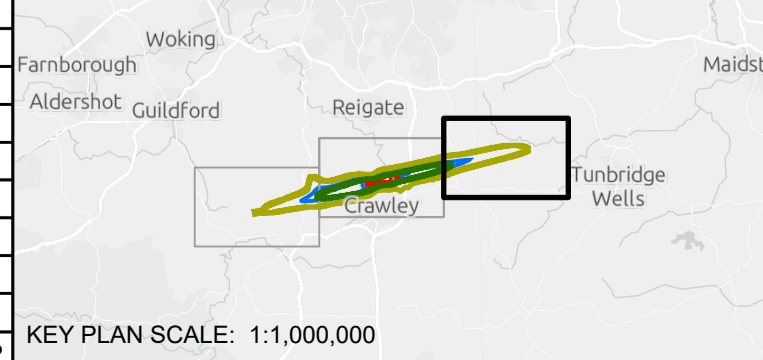 Woking
Farnborough
Maidst
Aldershot
Guildford
Reigate
Tunbridge
Wells
Crawley
KEY PLAN SCALE: 1:1,000,000